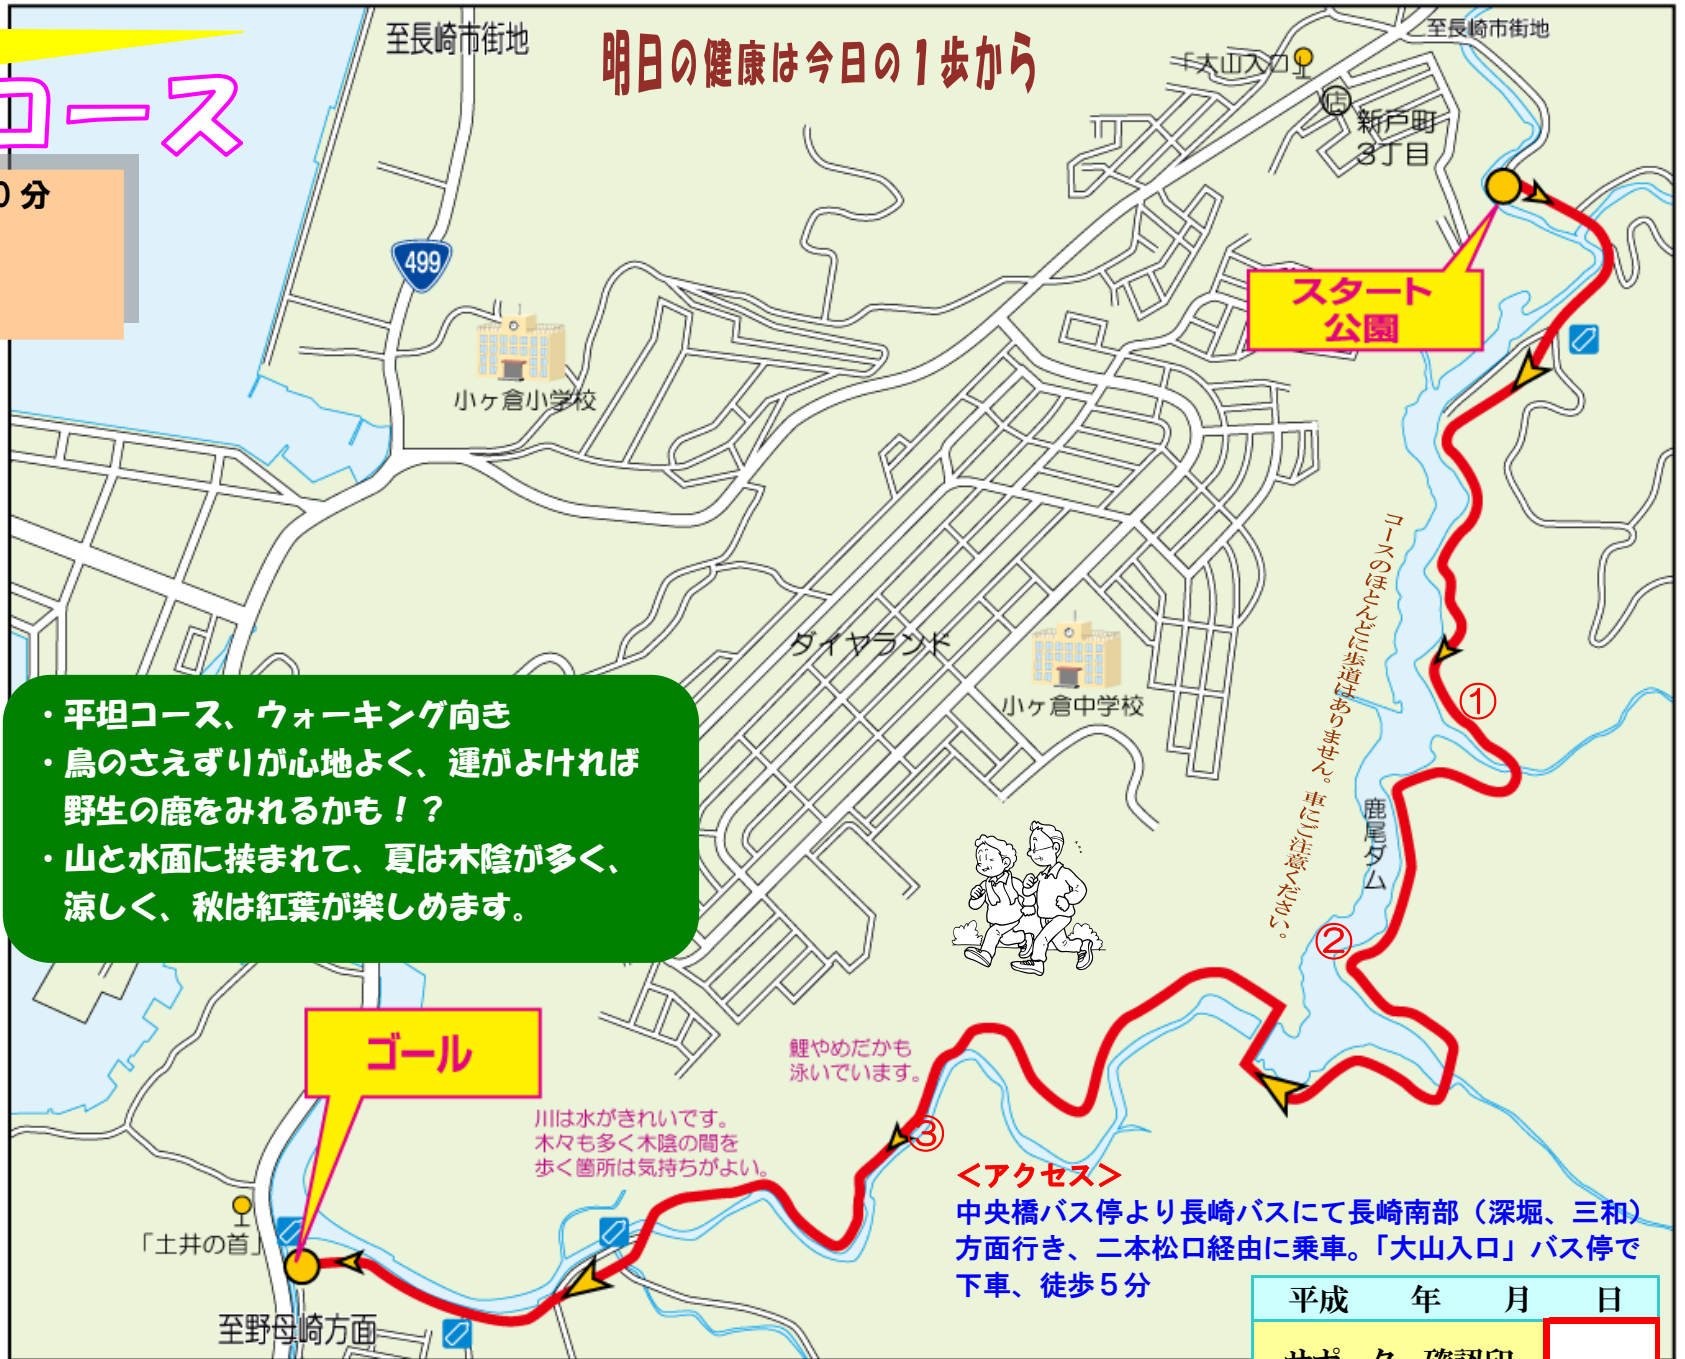 至長崎市街地
明日の健康は今日の1歩から
至長崎市街地
「大山入口」
店
新戸町
3丁目
コース
0分
499
スタート
公園
小ヶ倉小学校
コースのほとんどに歩道はありません。車にご注意ください。
ダイヤランド
小ヶ倉中学校
①
・平坦コース、ウォーキング向き
・鳥のさえずりが心地よく、運がよければ
野生の鹿をみれるかも!?
・山と水面に挟まれて、夏は木陰が多く、
涼しく、秋は紅葉が楽しめます。
鹿尾ダム
②
ゴール
鯉やめだかも
泳いでいます。
川は水がきれいです。
木々も多く木陰の間を
歩く箇所は気持ちがよい。
③
<アクセス>
中央橋バス停より長崎バスにて長崎南部(深堀、三和)
方面行き、二本松口経由に乗車。「大山入口」バス停で
下車、徒歩5分
「土井の首」
至野母崎方面
平成 年 月 日
サポーター確認印